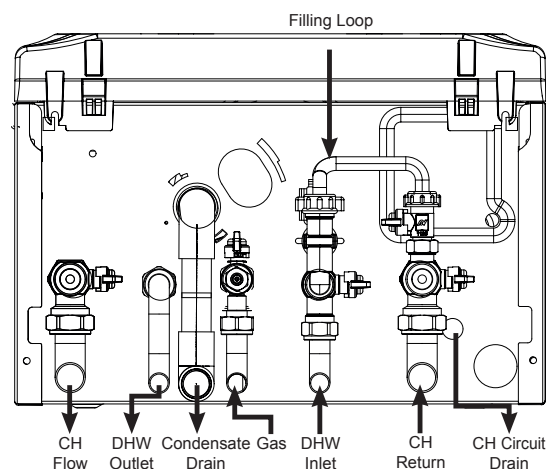 Filling Loop
CH
Flow
DHW
Outlet
Condensate
Drain
Gas
DHW
Inlet
CH
Return
CH Circuit
Drain